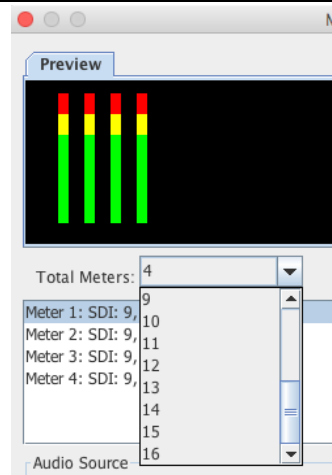 M
Preview
Total Meters: 4
Meter 1: SDI: 9,
Meter 2: SDI: 9,
Meter 3: SDI: 9,
Meter 4: SDI: 9,
9
10
11
12
13
14
15
16
Audio Source